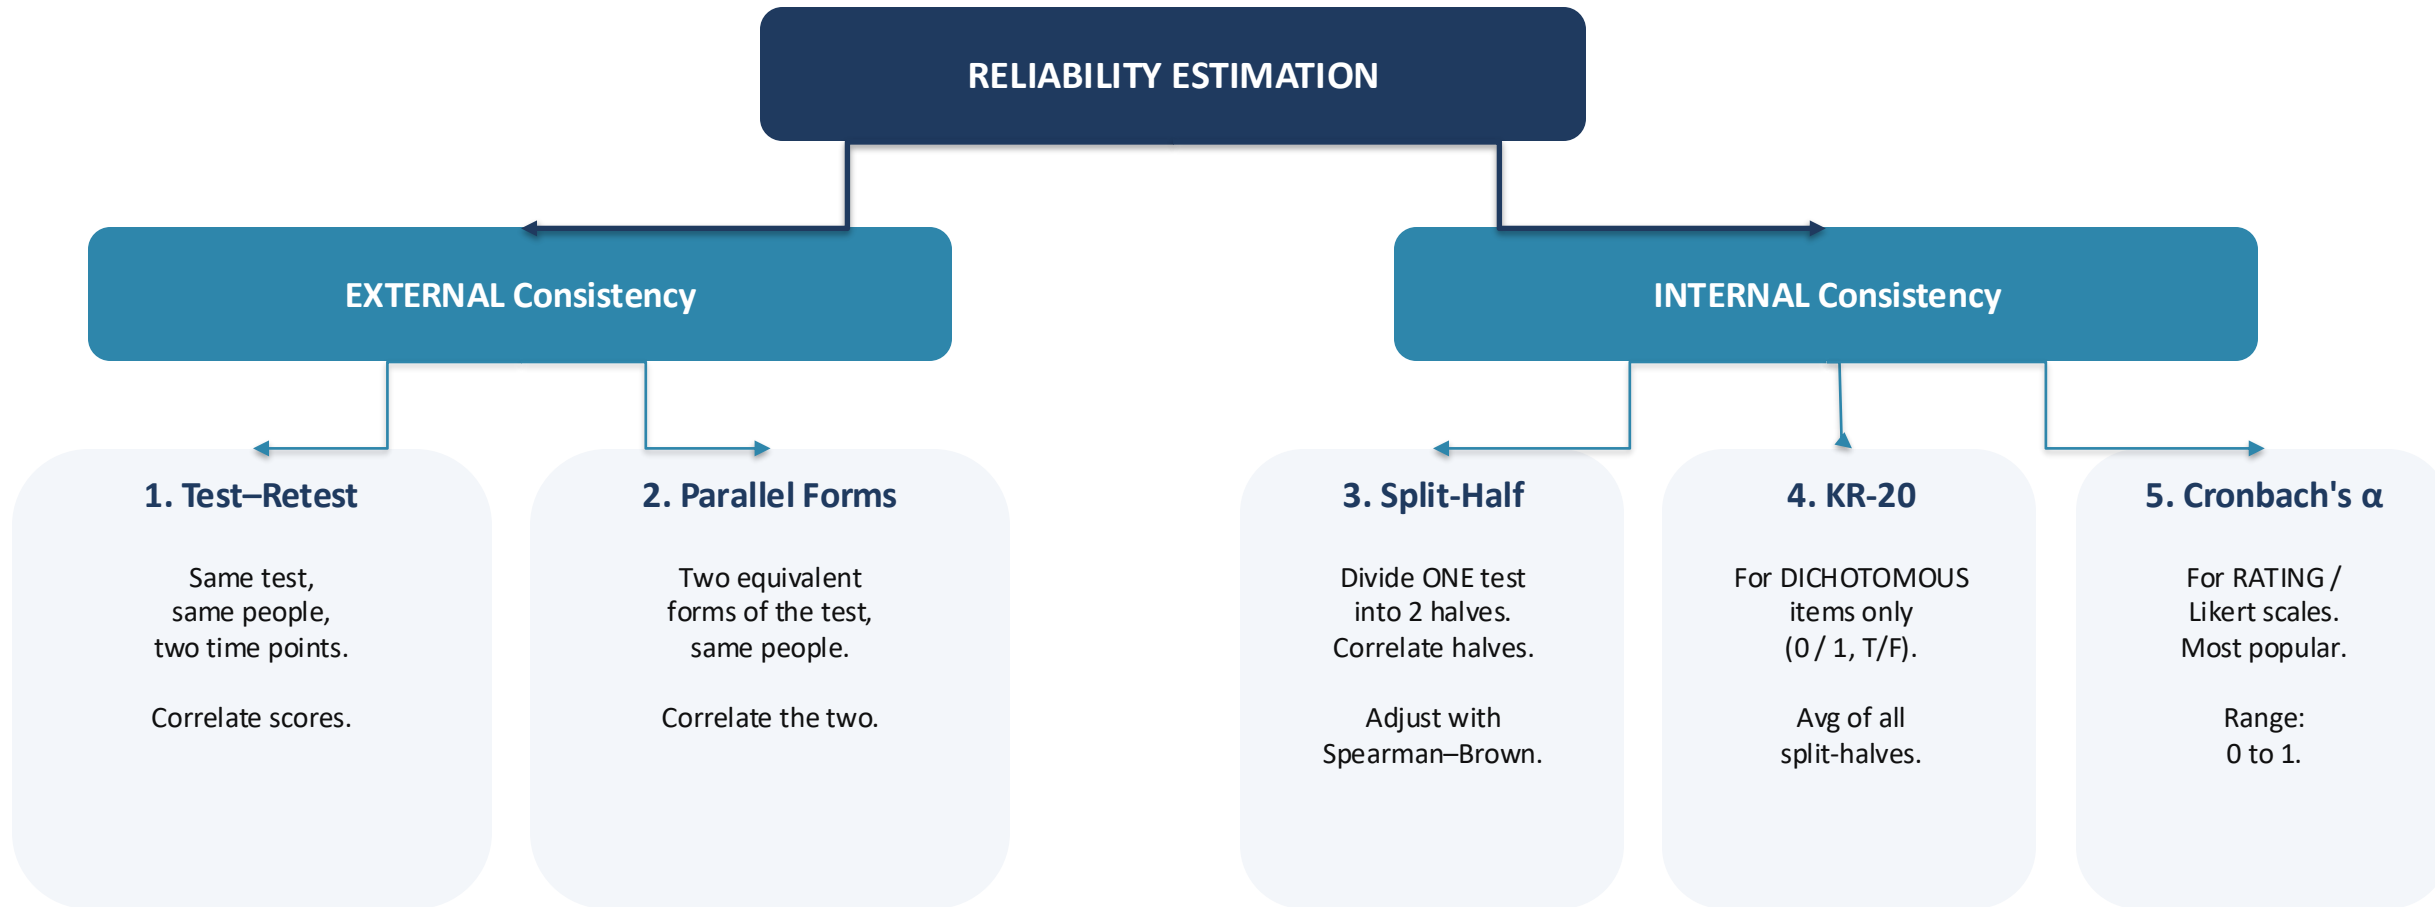 RELIABILITY ESTIMATION
EXTERNAL Consistency
INTERNAL Consistency
1. Test–Retest
Same test,
same people,
two time points.
Correlate scores.
2. Parallel Forms
Two equivalent
forms of the test,
same people.
Correlate the two.
3. Split-Half
Divide ONE test
into 2 halves.
Correlate halves.
Adjust with
Spearman–Brown.
4. KR-20
For DICHOTOMOUS
items only
(0 / 1, T/F).
Avg of all
split-halves.
5. Cronbach's α
For RATING /
Likert scales.
Most popular.
Range:
0 to 1.